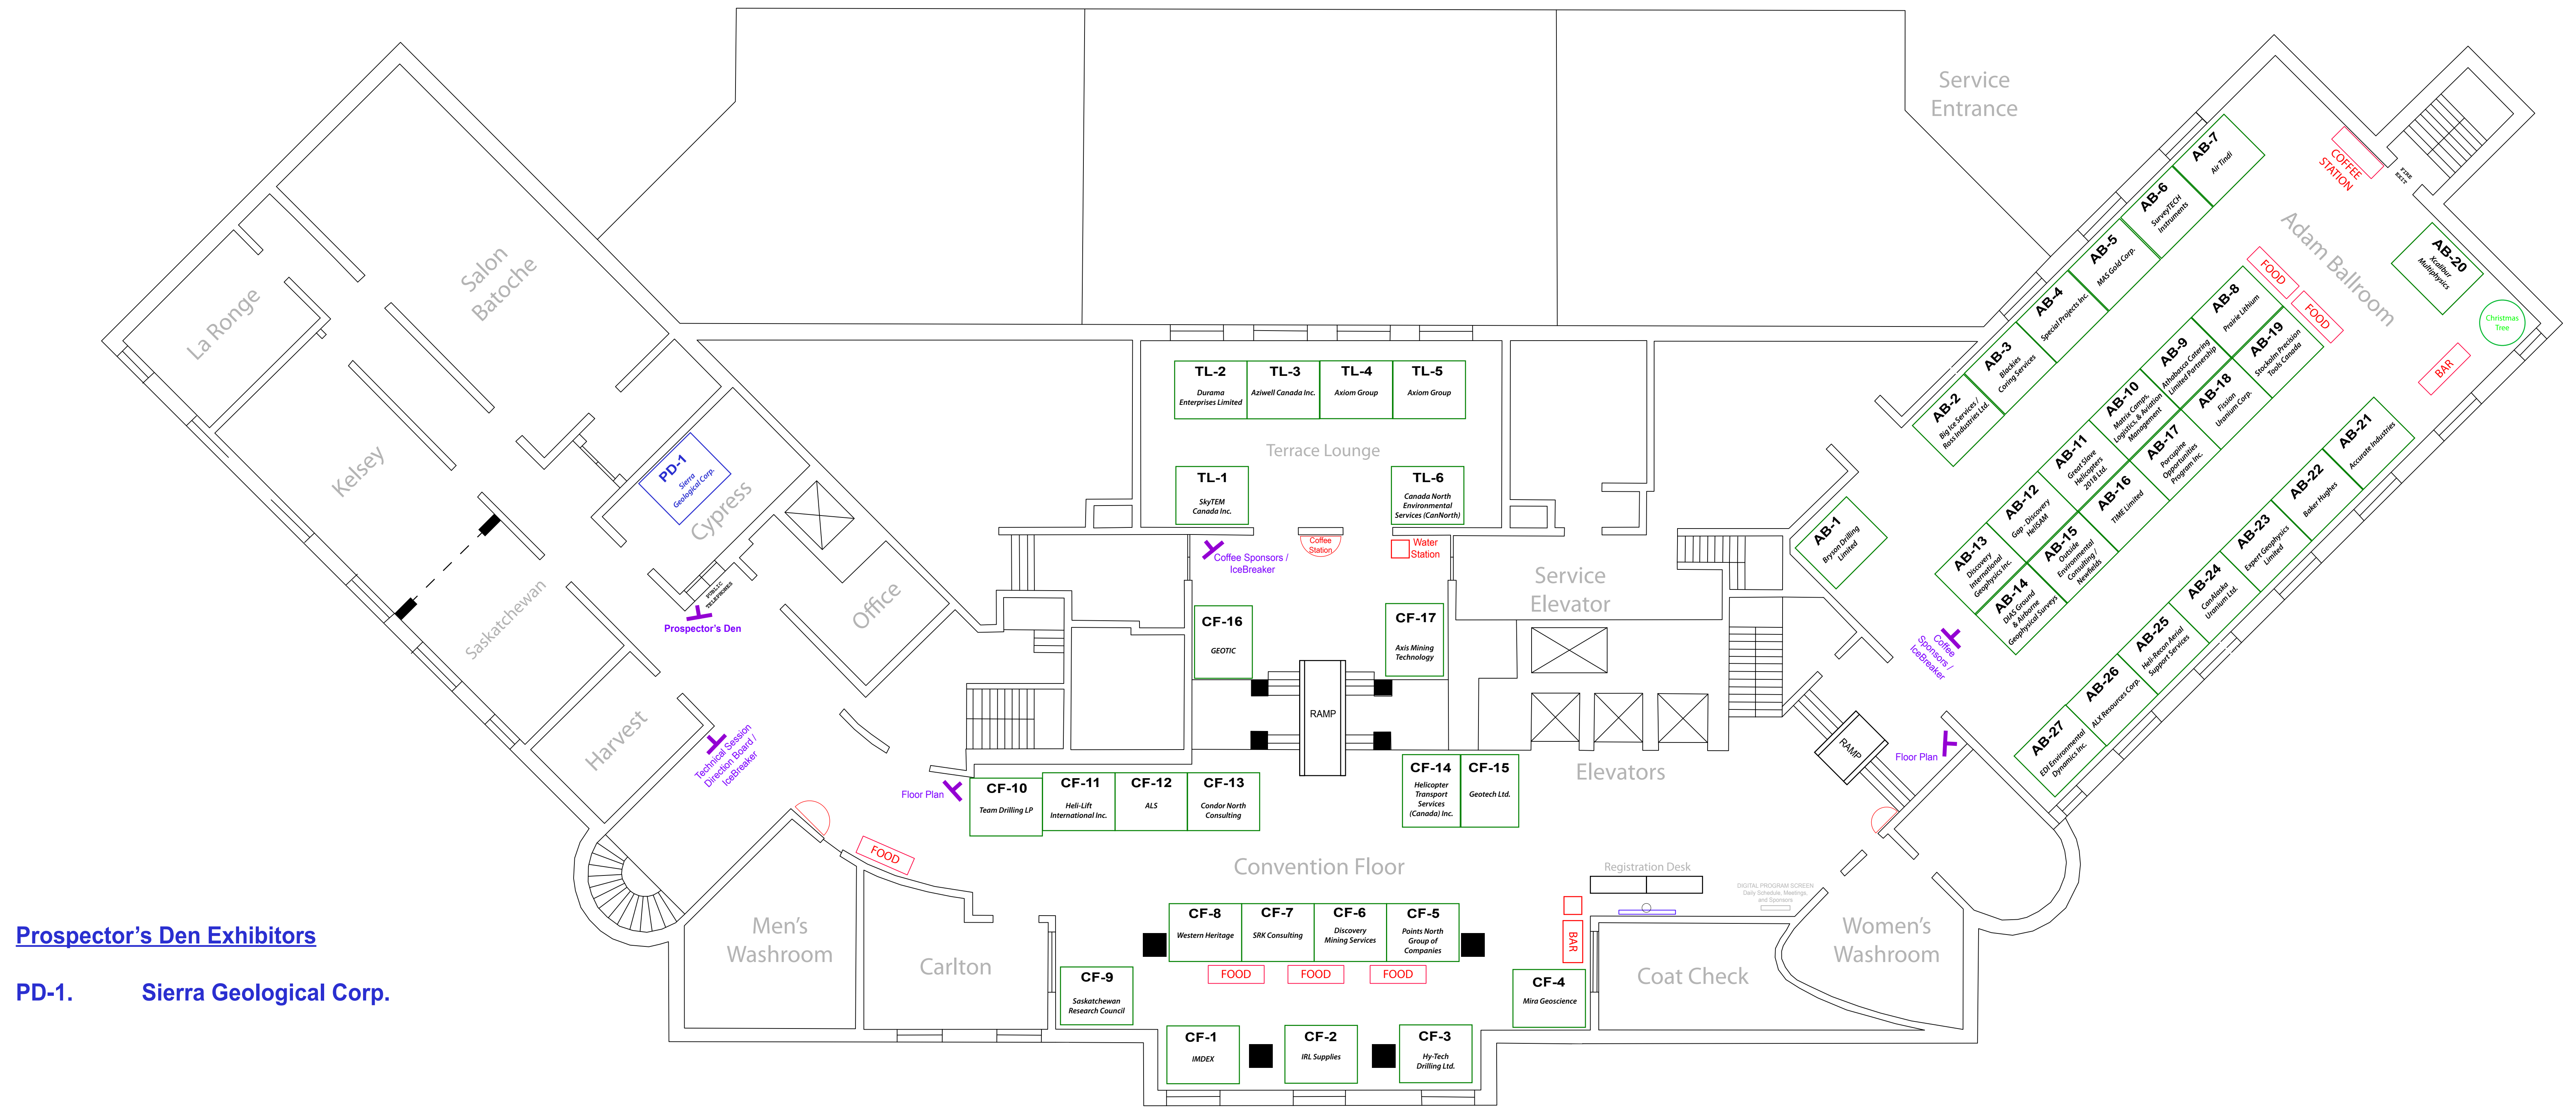 Service
Entrance
La Ronge
Salon
Batoche
Kelsey
Saskatchewan
Harvest
PD-1
Sierra
Geological Corp.
Cypress
PUBLIC
TELEPHONES
Prospector's Den
Office
Technical Session
Direction Board /
IceBreaker
Floor Plan
FOOD
Men's
Washroom
Carlton
Prospector's Den Exhibitors
PD-1. Sierra Geological Corp.
TL-2
Durama
Enterprises Limited
TL-3
Aziwell Canada Inc.
TL-4
Axiom Group
TL-5
Axiom Group
Terrace Lounge
TL-1
SkyTEM
Canada Inc.
TL-6
Canada North
Environmental
Services (CanNorth)
Coffee Sponsors /
IceBreaker
Coffee
Station
Water
Station
CF-16
GEOTIC
CF-17
Axis Mining
Technology
RAMP
Service
Elevator
Elevators
CF-10
Team Drilling LP
CF-11
Heli-Lift
International Inc.
CF-12
ALS
CF-13
Condor North
Consulting
CF-14
Helicopter
Transport
Services
(Canada) Inc.
CF-15
Geotech Ltd.
Convention Floor
Registration Desk
DIGITAL PROGRAM SCREEN
Daily Schedule, Meetings,
and Sponsors
CF-8
Western Heritage
CF-7
SRK Consulting
CF-6
Discovery
Mining Services
CF-5
Points North
Group of
Companies
FOOD
FOOD
FOOD
BAR
CF-9
Saskatchewan
Research Council
CF-4
Mira Geoscience
CF-1
IMDEX
CF-2
IRL Supplies
CF-3
Hy-Tech
Drilling Ltd.
Coat Check
Women's
Washroom
AB-7
Air Tindi
AB-6
SurveyTECH
Instruments
AB-5
MAS Gold Corp.
AB-4
Special Projects Inc.
AB-3
Blackies
Coring Services
AB-2
Big Ice Services /
Ross Industries Ltd.
AB-1
Bryson Drilling
Limited
COFFEE
STATION
FIRE
EXIT
Adam Ballroom
AB-20
Xcalibur
Multiphysics
Christmas
Tree
FOOD
FOOD
BAR
AB-8
Prairie Lithium
AB-9
Athabasca Catering
Limited Partnership
AB-10
Matrix Camps,
Logistics, & Aviation
Management
AB-11
Great Slave
Helicopters
2018 Ltd.
AB-12
Gap - Discovery
HeliSAM
AB-13
Discovery
International
Geophysics Inc.
AB-19
Stockolm Precision
Tools Canada
AB-18
Fission
Uranium Corp.
AB-17
Porcupine
Opportunities
Program Inc.
AB-16
TIME Limited
AB-15
Outside
Environmental
Consulting /
Newfields
AB-14
DIAS Ground
& Airborne
Geophysical Surveys
AB-21
Accurate Industries
AB-22
Baker Hughes
AB-23
Expert Geophysics
Limited
AB-24
CanAlaska
Uranium Ltd.
AB-25
Heli-Recon Aerial
Support Services
AB-26
ALX Resources Corp.
AB-27
EDI Environmental
Dynamics Inc.
Coffee
Sponsors /
IceBreaker
Floor Plan
RAMP